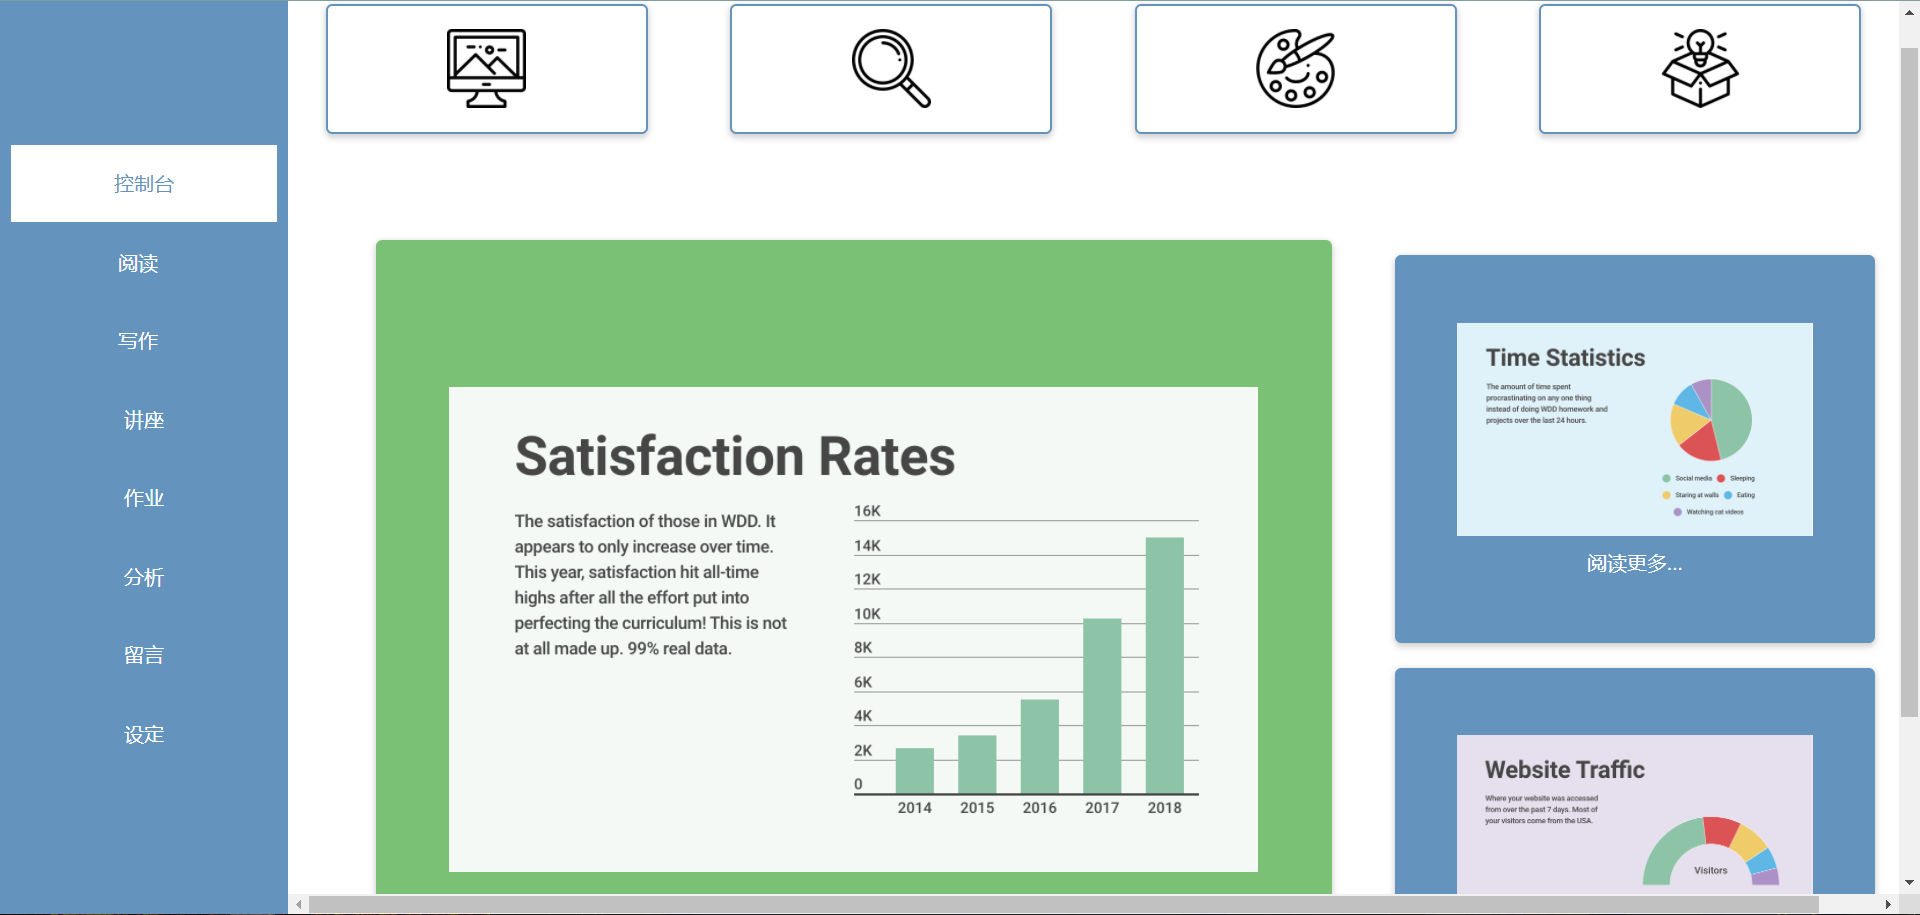 控制台
阅读
写作
讲座
作业
分析
留言
设定
Satisfaction Rates
The satisfaction of those in WDD. It
appears to only increase over time.
This year, satisfaction hit all-time
highs after all the effort put into
perfecting the curriculum! This is not
at all made up. 99% real data.
16K
14K
12K
10K
8K
6K
4K
2K
0
2014 2015 2016 2017 2018
Time Statistics
The amount of time spent
procrastinating on any one thing
instead of doing WDD homework and
projects over the last 24 hours.
Social media Sleeping
Staring at walls Eating
Watching cat videos
阅读更多...
Website Traffic
Where your website was accessed
from over the past 7 days. Most of
your visitors come from the USA.
Visitors